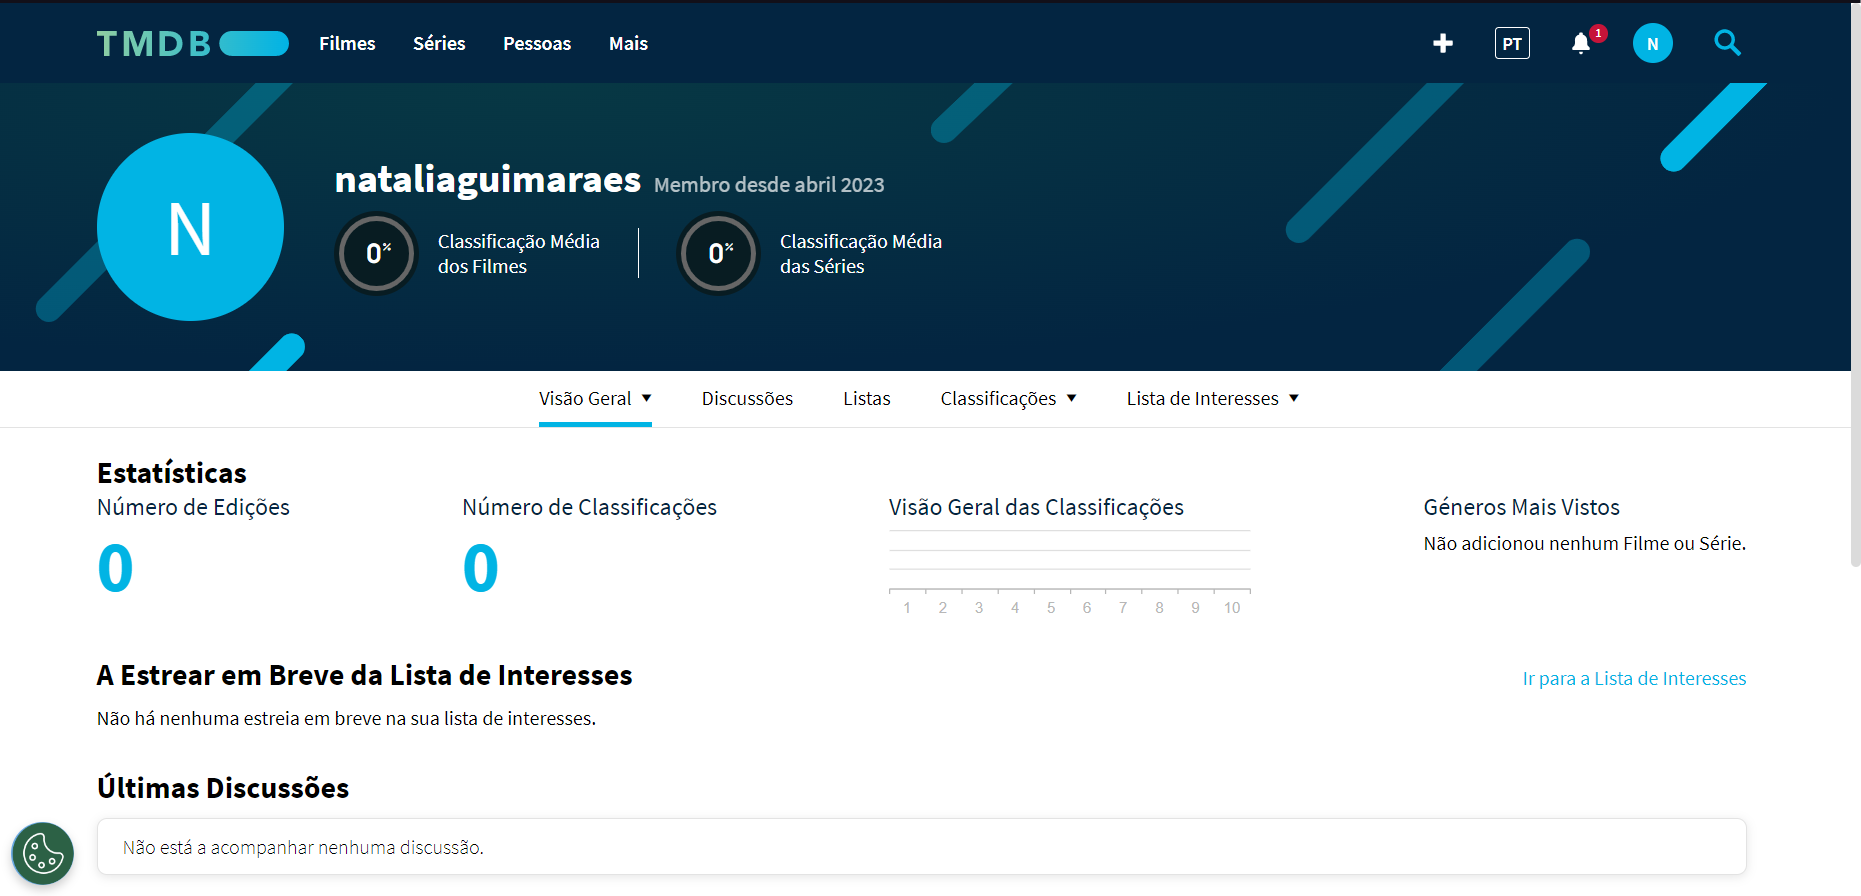 TMDB
Filmes
Séries
Pessoas
Mais
PT
1
N
N
nataliaguimaraes Membro desde abril 2023
0%
Classificação Média
dos Filmes
0%
Classificação Média
das Séries
Visão Geral
Discussões
Listas
Classificações
Lista de Interesses
Estatísticas
Número de Edições
0
Número de Classificações
0
Visão Geral das Classificações
1 2 3 4 5 6 7 8 9 10
Géneros Mais Vistos
Não adicionou nenhum Filme ou Série.
A Estrear em Breve da Lista de Interesses
Ir para a Lista de Interesses
Não há nenhuma estreia em breve na sua lista de interesses.
Últimas Discussões
Não está a acompanhar nenhuma discussão.